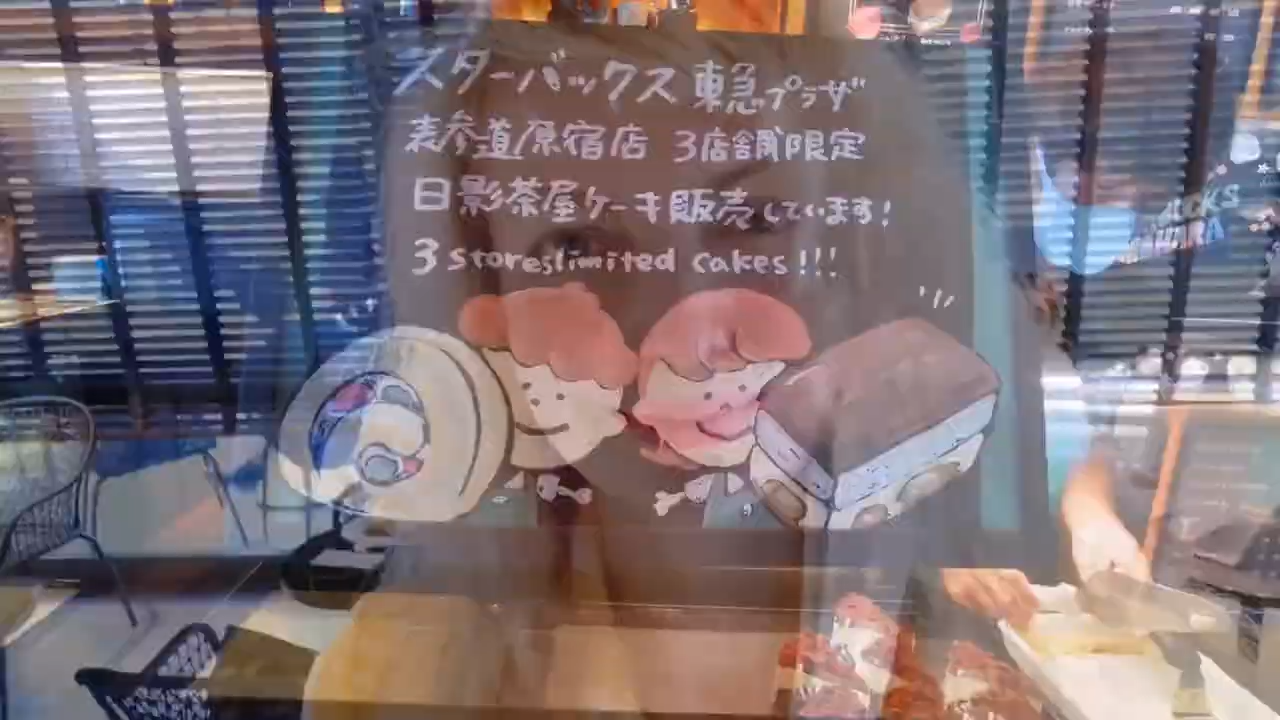 スターバックス 東急プラザ
表参道原宿店 3店舗限定
日影茶屋ケーキ販売しています!
3 stores limited cakes!!!